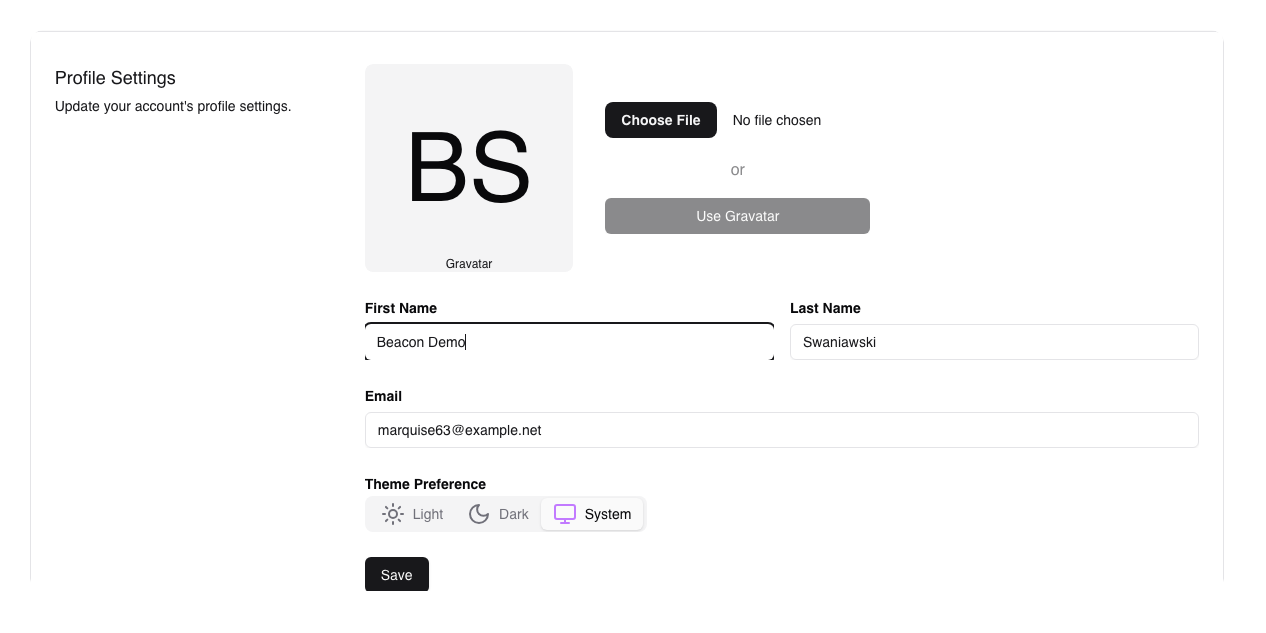 Profile Settings
Update your account's profile settings.
BS
Gravatar
Choose File No file chosen
or
Use Gravatar
First Name
Beacon Demo
Last Name
Swaniawski
Email
marquise63@example.net
Theme Preference
Light Dark System
Save